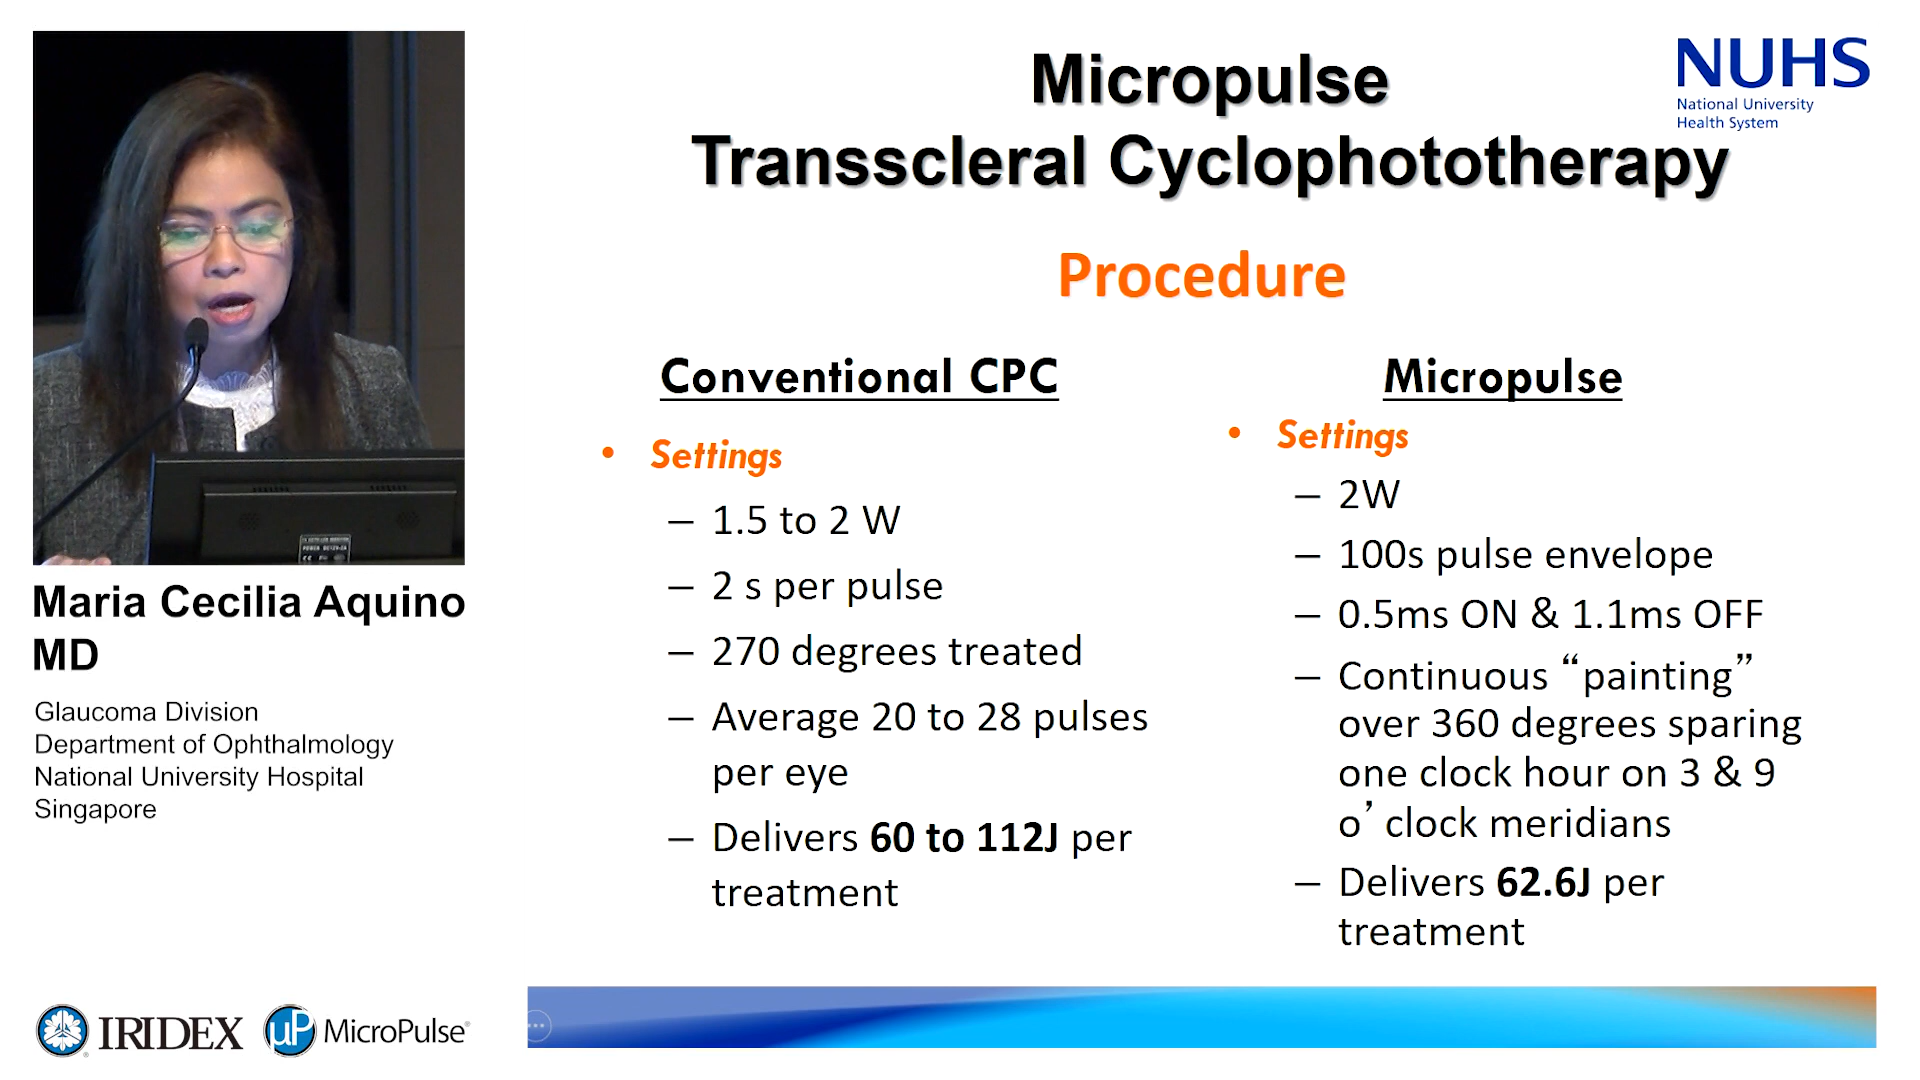 Micropulse
Transscleral Cyclophototherapy
NUHS
National University
Health System
Procedure
Conventional CPC
• Settings
– 1.5 to 2 W
– 2 s per pulse
– 270 degrees treated
– Average 20 to 28 pulses
per eye
– Delivers 60 to 112J per
treatment
Micropulse
• Settings
– 2W
– 100s pulse envelope
– 0.5ms ON & 1.1ms OFF
– Continuous “painting”
over 360 degrees sparing
one clock hour on 3 & 9
o’ clock meridians
– Delivers 62.6J per
treatment
Maria Cecilia Aquino
MD
Glaucoma Division
Department of Ophthalmology
National University Hospital
Singapore
IRIDEX
µP MicroPulse®